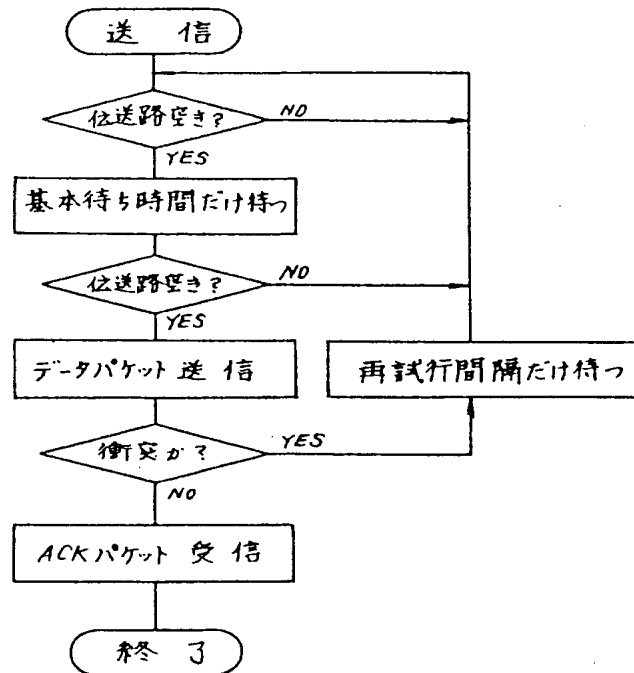 送 信
伝送路空き?
NO
YES
基本待ち時間だけ待つ
伝送路空き?
NO
YES
データパケット 送 信
再試行間隔だけ待つ
衝突か?
YES
NO
ACKパケット 受 信
終 了